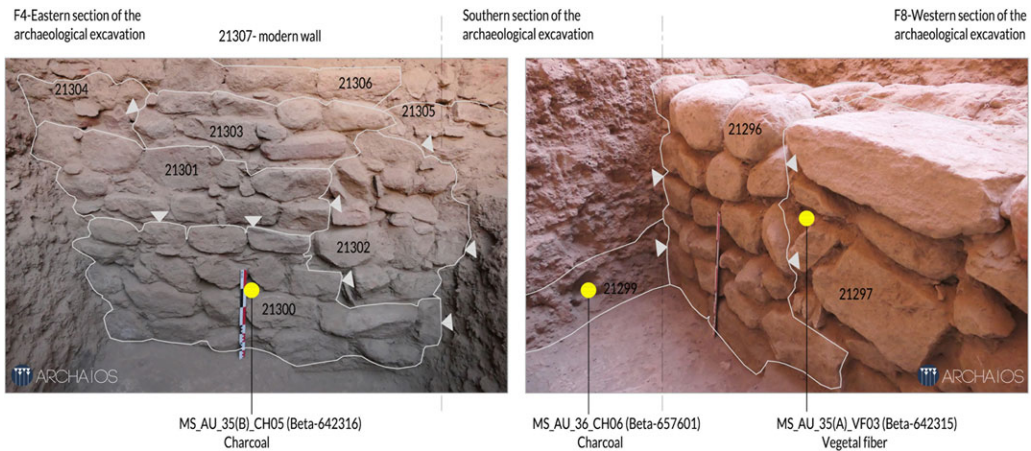 F4-Eastern section of the
archaeological excavation
21307- modern wall
Southern section of the
archaeological excavation
F8-Western section of the
archaeological excavation
21304
21306
21305
21303
21301
21302
21300
21296
21299
21297
ARCHAIOS
ARCHAIOS
MS_AU_35(B)_CH05 (Beta-642316)
Charcoal
MS_AU_36_CH06 (Beta-657601)
Charcoal
MS_AU_35(A)_VF03 (Beta-642315)
Vegetal fiber